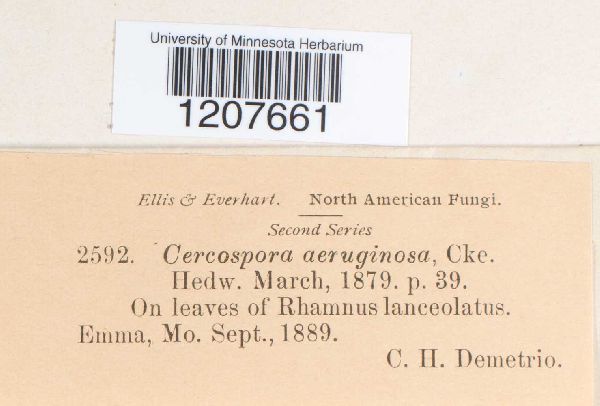 University of Minnesota Herbarium
1207661
Ellis & Everhart. North American Fungi.
Second Series
2592. Cercospora aeruginosa, Cke.
Hedw. March, 1879. p. 39.
On leaves of Rhamnus lanceolatus.
Emma, Mo. Sept., 1889.
C. H. Demetrio.